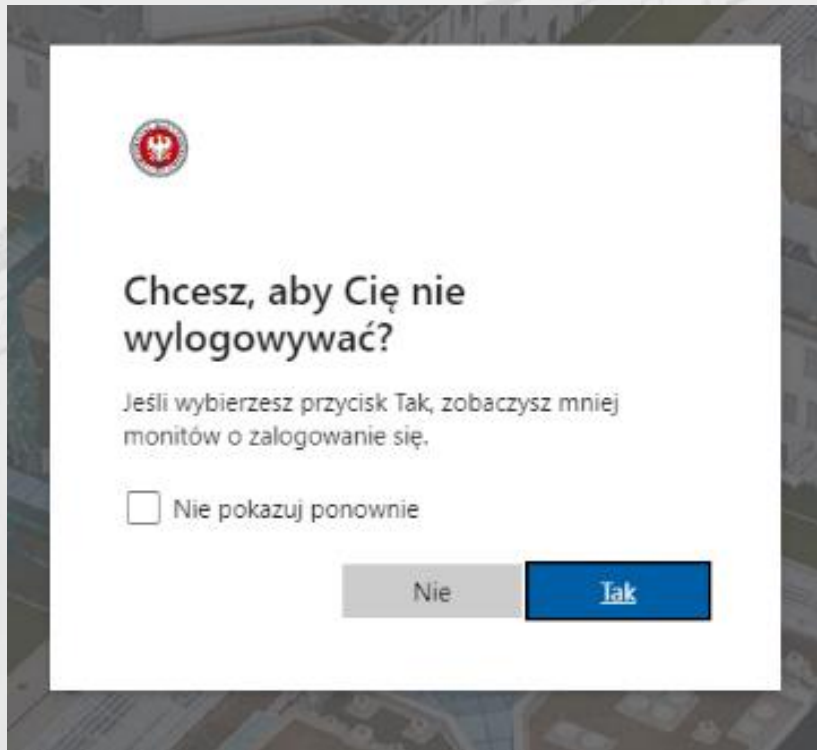 Chcesz, aby Cię nie
wylogowywać?
Jeśli wybierzesz przycisk Tak, zobaczysz mniej
monitów o zalogowanie się.
Nie pokazuj ponownie
Nie Tak